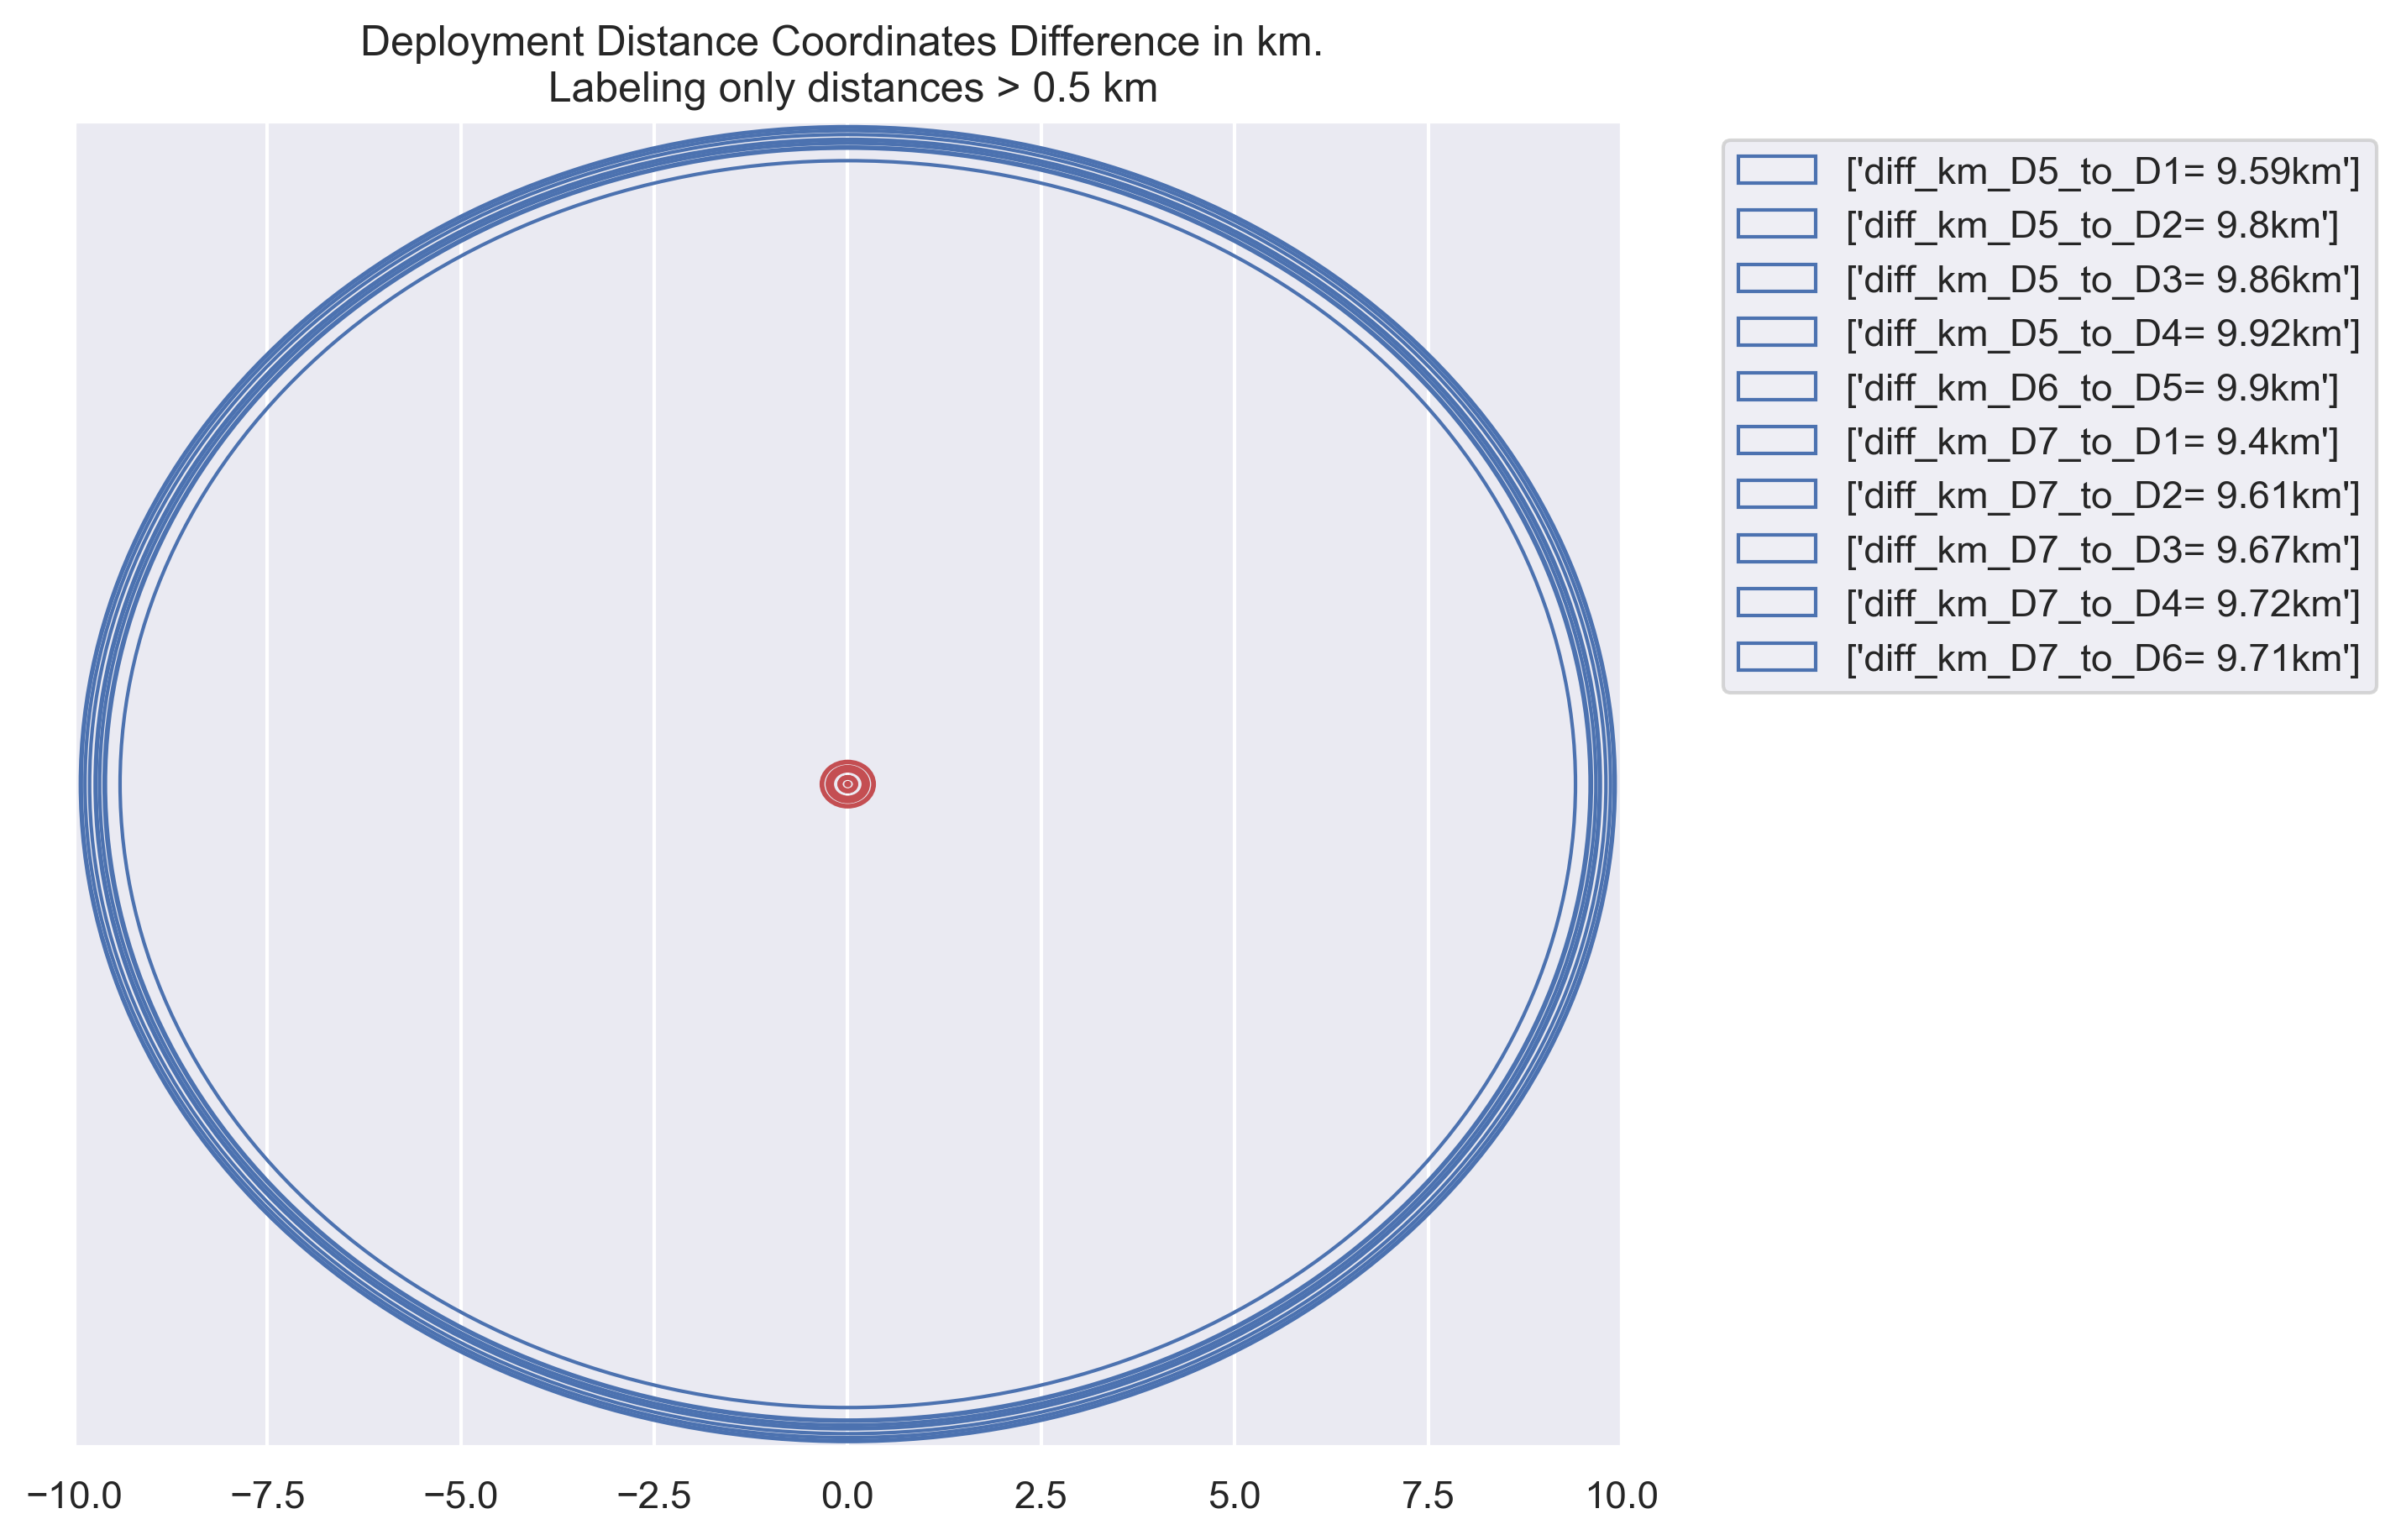 Deployment Distance Coordinates Difference in km.
Labeling only distances > 0.5 km
['diff_km_D5_to_D1= 9.59km']
['diff_km_D5_to_D2= 9.8km']
['diff_km_D5_to_D3= 9.86km']
['diff_km_D5_to_D4= 9.92km']
['diff_km_D6_to_D5= 9.9km']
['diff_km_D7_to_D1= 9.4km']
['diff_km_D7_to_D2= 9.61km']
['diff_km_D7_to_D3= 9.67km']
['diff_km_D7_to_D4= 9.72km']
['diff_km_D7_to_D6= 9.71km']
−10.0 −7.5 −5.0 −2.5 0.0 2.5 5.0 7.5 10.0